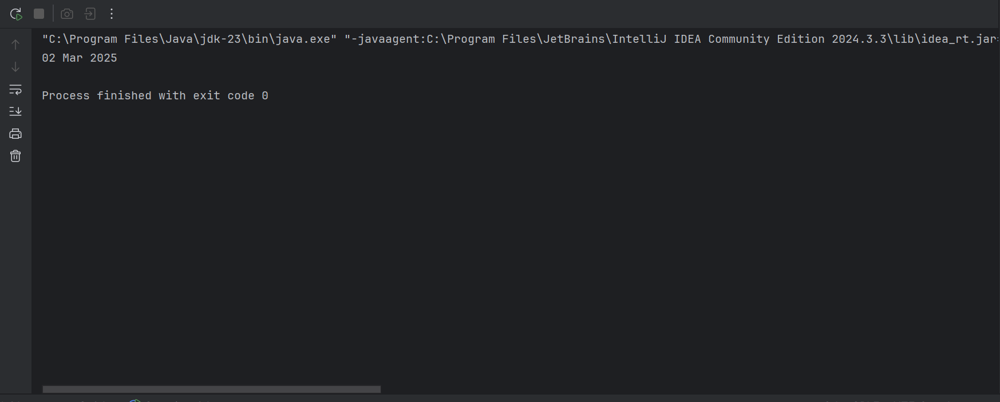 "C:\Program Files\Java\jdk-23\bin\java.exe" "-javaagent:C:\Program Files\JetBrains\IntelliJ IDEA Community Edition 2024.3.3\lib\idea_rt.jar
02 Mar 2025
Process finished with exit code 0